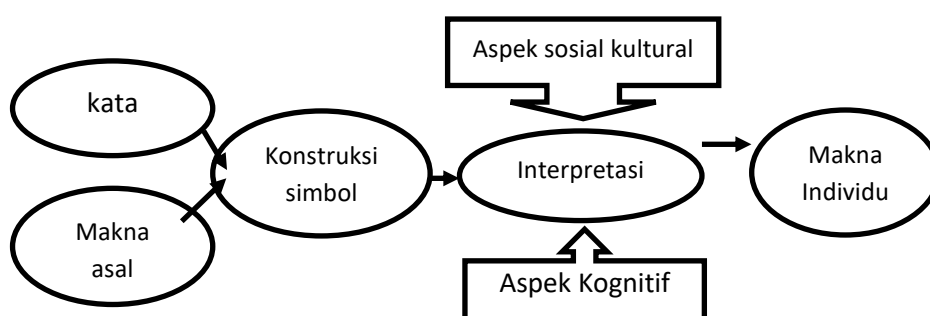 Aspek sosial kultural
kata
Konstruksi
simbol
Interpretasi
Makna
Individu
Makna
asal
Aspek Kognitif